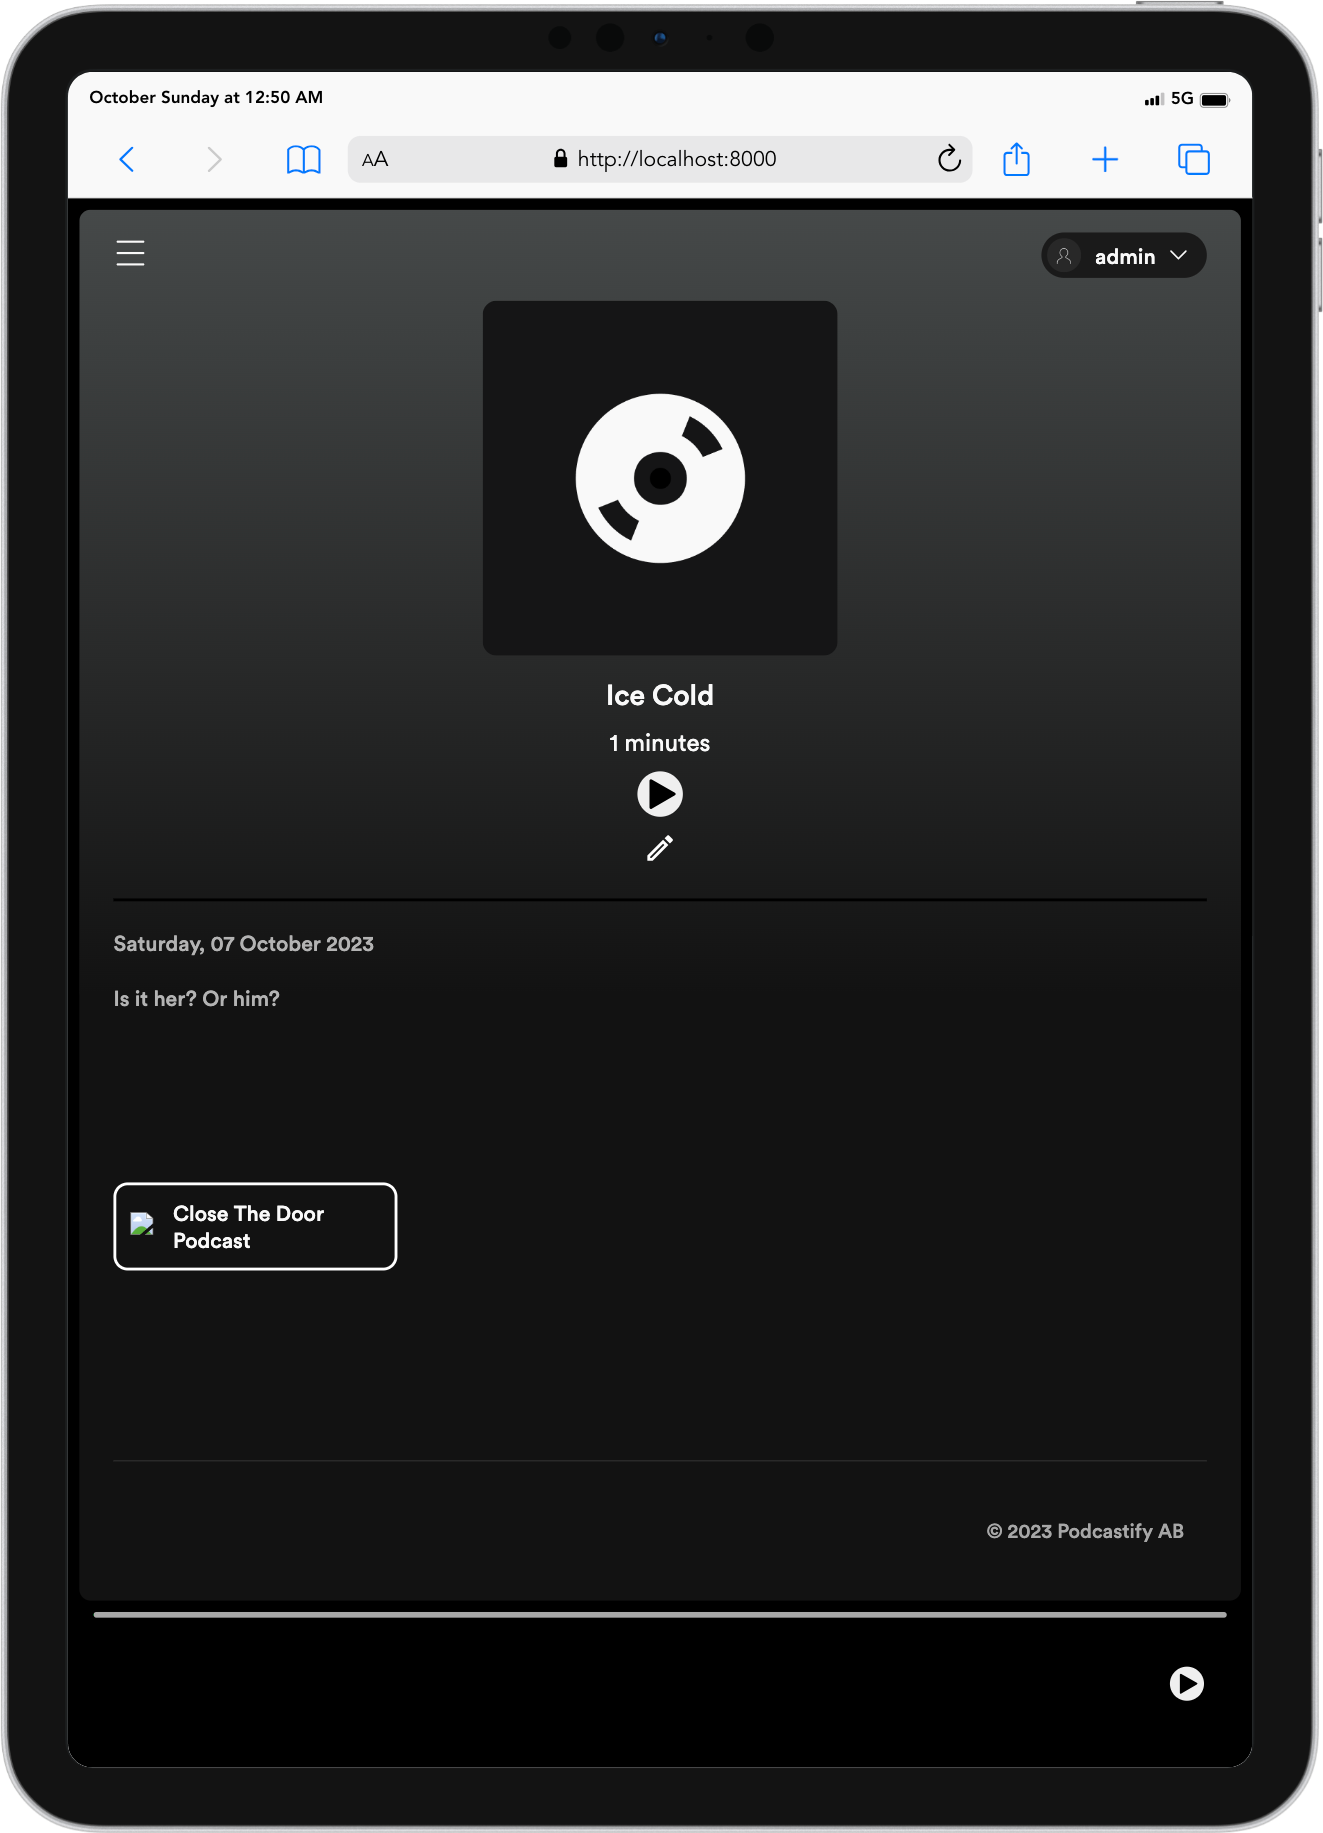 October Sunday at 12:50 AM
5G
AA
http://localhost:8000
admin
Ice Cold
1 minutes
Saturday, 07 October 2023
Is it her? Or him?
Close The Door
Podcast
© 2023 Podcastify AB